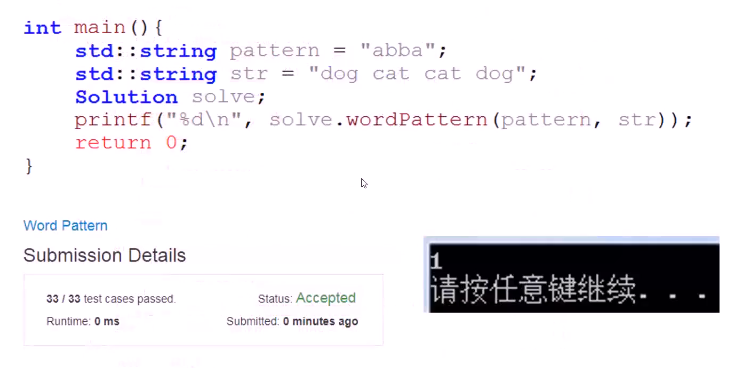 int main(){
std::string pattern = "abba";
std::string str = "dog cat cat dog";
Solution solve;
printf("%d\n", solve.wordPattern(pattern, str));
return 0;
}
Word Pattern
Submission Details
33 / 33 test cases passed.
Status: Accepted
Runtime: 0 ms
Submitted: 0 minutes ago
1
请按任意键继续. . .